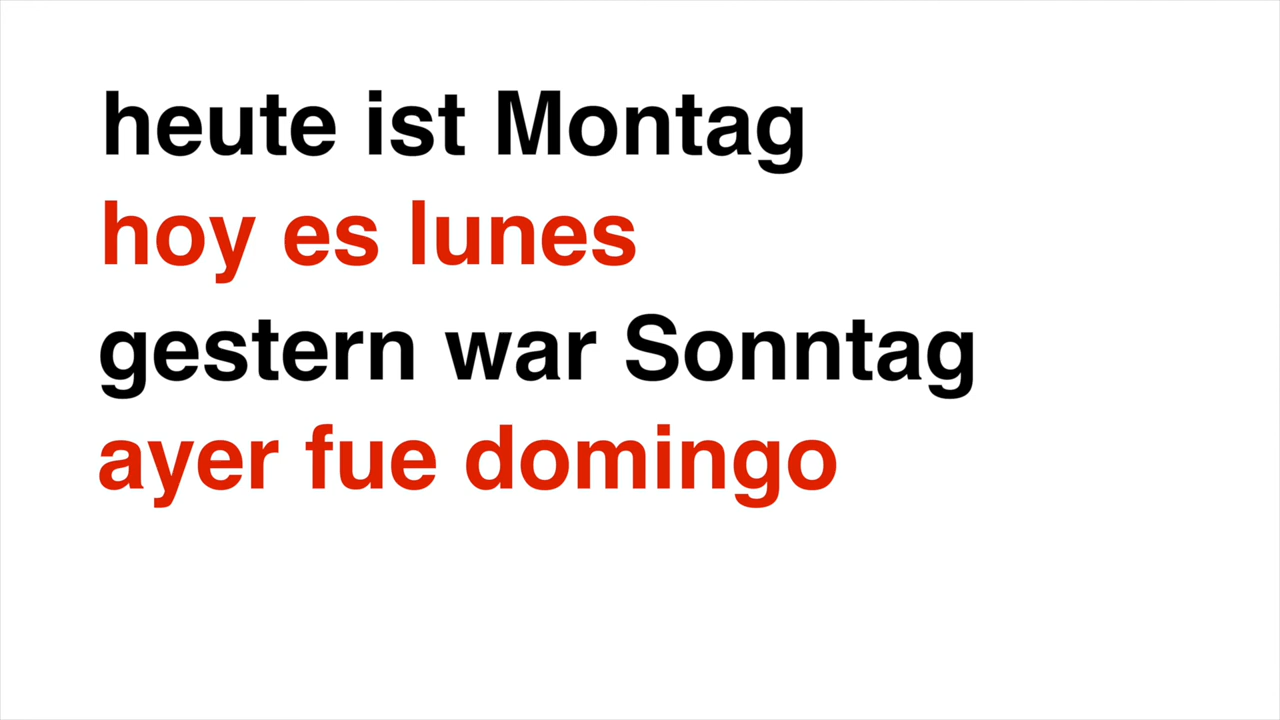 heute ist Montag
hoy es lunes
gestern war Sonntag
ayer fue domingo